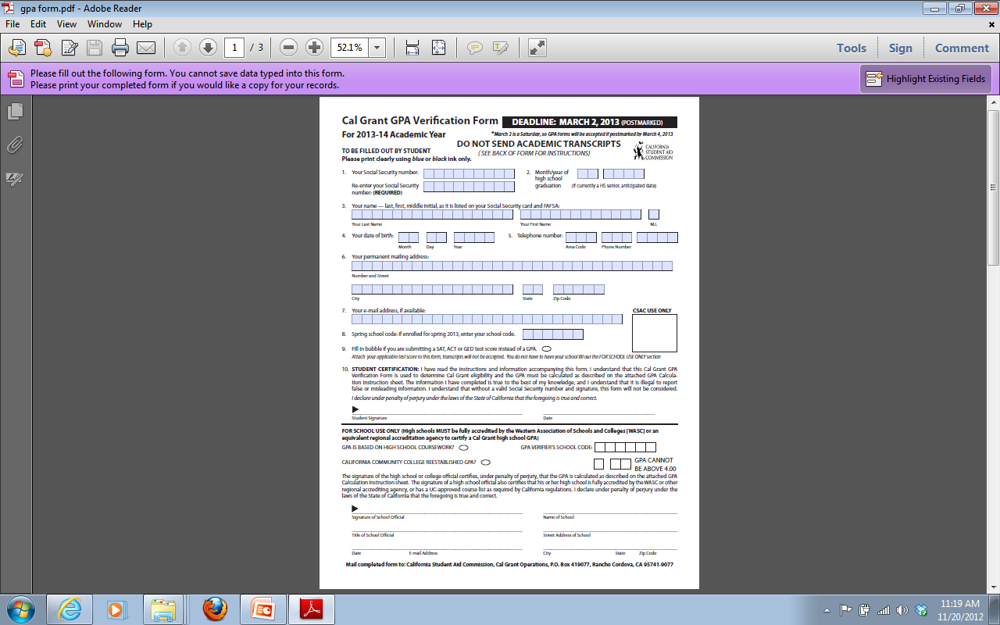 gpa form.pdf - Adobe Reader
File Edit View Window Help
1 / 3 52.1% Tools Sign Comment
Please fill out the following form. You cannot save data typed into this form.
Please print your completed form if you would like a copy for your records.
Highlight Existing Fields
Cal Grant GPA Verification Form DEADLINE: MARCH 2, 2013 (POSTMARKED)
For 2013-14 Academic Year *March 2 is a Saturday, so GPA forms will be accepted if postmarked by March 4, 2013
DO NOT SEND ACADEMIC TRANSCRIPTS
TO BE FILLED OUT BY STUDENT ( SEE BACK OF FORM FOR INSTRUCTIONS)
Please print clearly using blue or black ink only.
CALIFORNIA
STUDENT AID
COMMISSION
1. Your Social Security number:
Re-enter your Social Security
number: (REQUIRED)
2. Month/year of
high school
graduation (If currently a HS senior, anticipated date)
3. Your name — last, first, middle initial, as it is listed on your Social Security card and FAFSA:
Your Last Name Your First Name M.I.
4. Your date of birth: 5. Telephone number:
Month Day Year Area Code Phone Number
6. Your permanent mailing address:
Number and Street
City State Zip Code
7. Your e-mail address, if available: CSAC USE ONLY
8. Spring school code: If enrolled for spring 2013, enter your school code.
9. Fill in bubble if you are submitting a SAT, ACT or GED test score instead of a GPA.
Attach your applicable test score to this form, transcripts will not be accepted. You do not have to have your school fill out the FOR SCHOOL USE ONLY section
10. STUDENT CERTIFICATION: I have read the instructions and information accompanying this form. I understand that this Cal Grant GPA
Verification Form is used to determine Cal Grant eligibility and the GPA must be calculated as described on the attached GPA Calcula-
tion Instruction sheet. The information I have completed is true to the best of my knowledge, and I understand that it is illegal to report
false or misleading information. I understand that without a valid Social Security number and signature, this form will not be considered.
I declare under penalty of perjury under the laws of the State of California that the foregoing is true and correct.
Student Signature Date
FOR SCHOOL USE ONLY (High schools MUST be fully accredited by the Western Association of Schools and Colleges [WASC] or an
equivalent regional accreditation agency to certify a Cal Grant high school GPA)
GPA IS BASED ON HIGH SCHOOL COURSEWORK? GPA VERIFIER'S SCHOOL CODE:
CALIFORNIA COMMUNITY COLLEGE REESTABLISHED GPA? GPA CANNOT
BE ABOVE 4.00
The signature of the high school or college official certifies, under penalty of perjury, that the GPA is calculated as described on the attached GPA
Calculation Instruction sheet. The signature of a high school official also certifies that his or her high school is fully accredited by the WASC or other
regional accrediting agency, or has a UC-approved course list as required by California regulations. I declare under penalty of perjury under the
laws of the State of California that the foregoing is true and correct.
Signature of School Official Name of School
Title of School Official Street Address of School
Date E-mail Address City State Zip Code
Mail completed form to: California Student Aid Commission, Cal Grant Operations, P.O. Box 419077, Rancho Cordova, CA 95741-9077
11:19 AM
11/20/2012